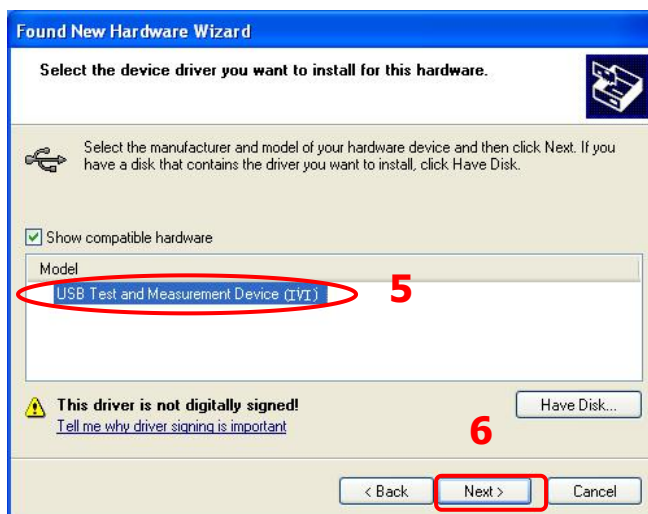 Found New Hardware Wizard
Select the device driver you want to install for this hardware.
Select the manufacturer and model of your hardware device and then click Next. If you
have a disk that contains the driver you want to install, click Have Disk.
Show compatible hardware
Model
USB Test and Measurement Device (IVI)
5
This driver is not digitally signed!
Have Disk...
Tell me why driver signing is important
6
< Back
Next >
Cancel